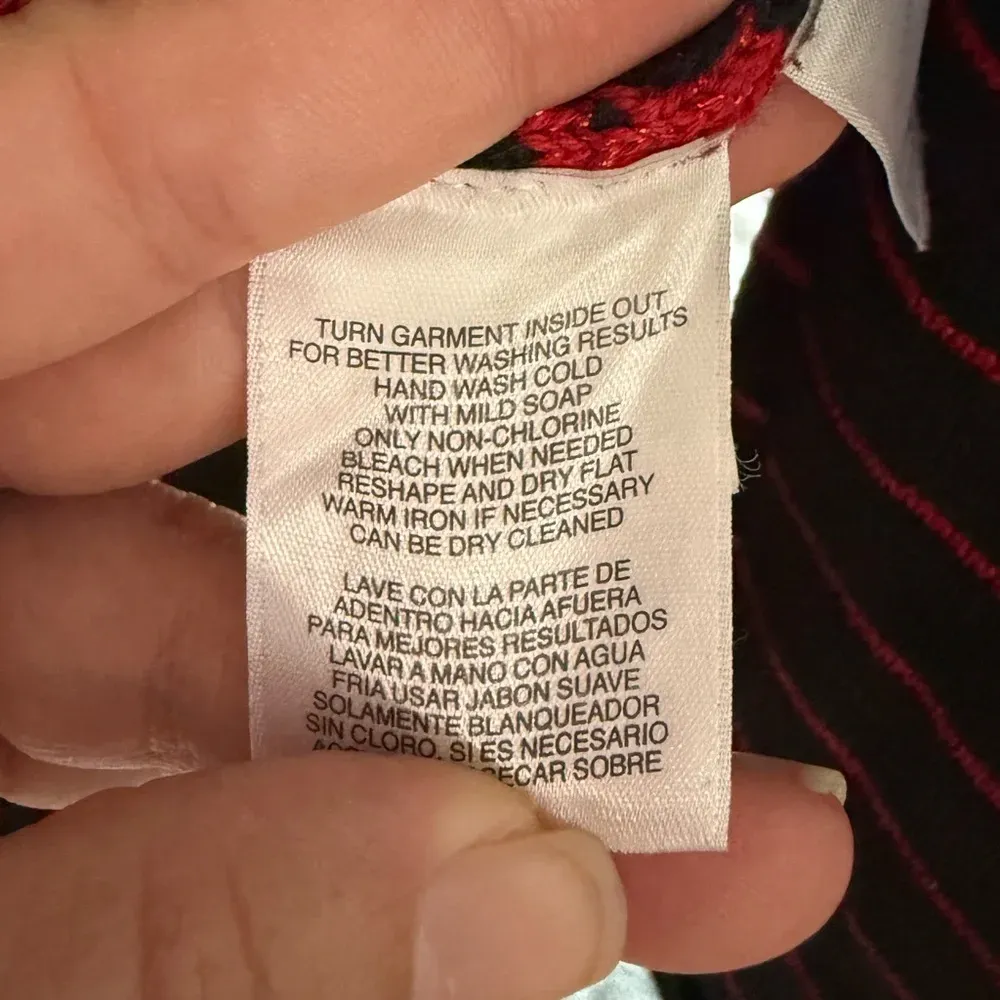 TURN GARMENT INSIDE OUT
FOR BETTER WASHING RESULTS
HAND WASH COLD
WITH MILD SOAP
ONLY NON-CHLORINE
BLEACH WHEN NEEDED
RESHAPE AND DRY FLAT
WARM IRON IF NECESSARY
CAN BE DRY CLEANED
LAVE CON LA PARTE DE
ADENTRO HACIA AFUERA
PARA MEJORES RESULTADOS
LAVAR A MANO CON AGUA
FRIA USAR JABON SUAVE
SOLAMENTE BLANQUEADOR
SIN CLORO, SI ES NECESARIO
SECAR SOBRE